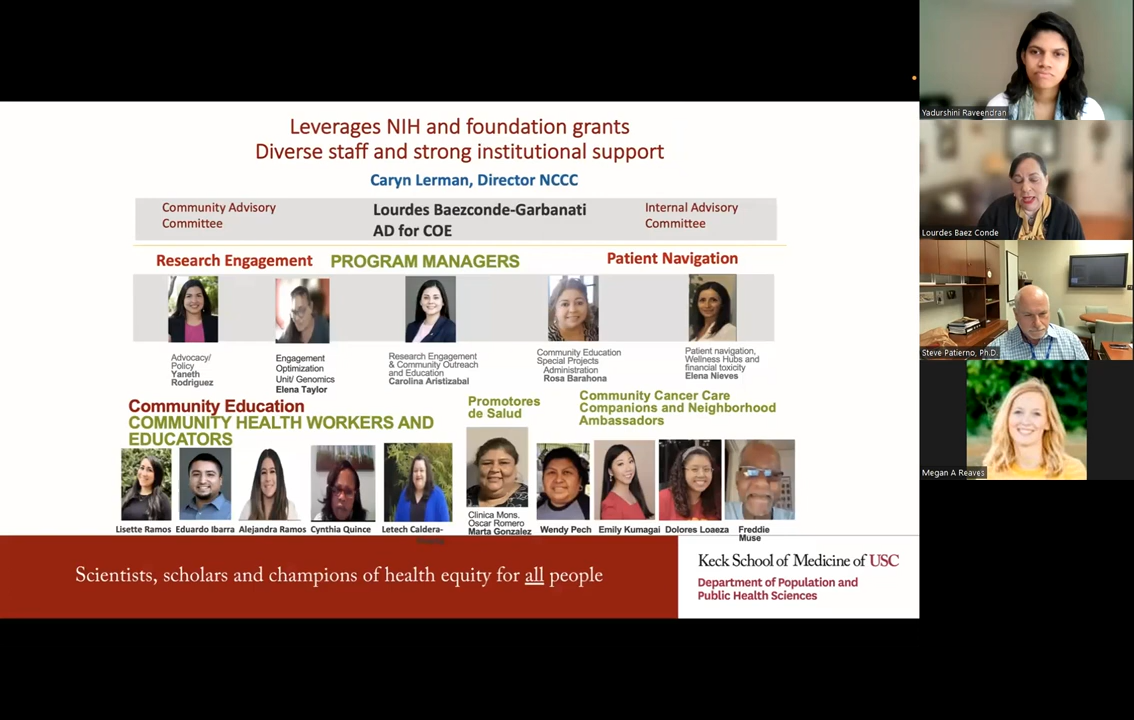 Leverages NIH and foundation grants
Diverse staff and strong institutional support
Caryn Lerman, Director NCCC
Community Advisory
Committee
Lourdes Baezconde-Garbanati
AD for COE
Internal Advisory
Committee
Research Engagement
PROGRAM MANAGERS
Patient Navigation
Advocacy/
Policy
Yaneth
Rodriguez
Engagement
Optimization
Unit/ Genomics
Elena Taylor
Research Engagement
& Community Outreach
and Education
Carolina Aristizabal
Community Education
Special Projects
Administration
Rosa Barahona
Patient navigation,
Wellness Hubs and
financial toxicity
Elena Nieves
Community Education
COMMUNITY HEALTH WORKERS AND
EDUCATORS
Promotores
de Salud
Community Cancer Care
Companions and Neighborhood
Ambassadors
Lisette Ramos
Eduardo Ibarra
Alejandra Ramos
Cynthia Quince
Letech Caldera-
Clinica Mons.
Oscar Romero
Marta Gonzalez
Wendy Pech
Emily Kumagai
Dolores Loaeza
Freddie
Muse
Scientists, scholars and champions of health equity for all people
Keck School of Medicine of USC
Department of Population and
Public Health Sciences
Yadurshini Raveendran
Lourdes Baez Conde
Steve Patierno, Ph.D.
Megan A Reaves